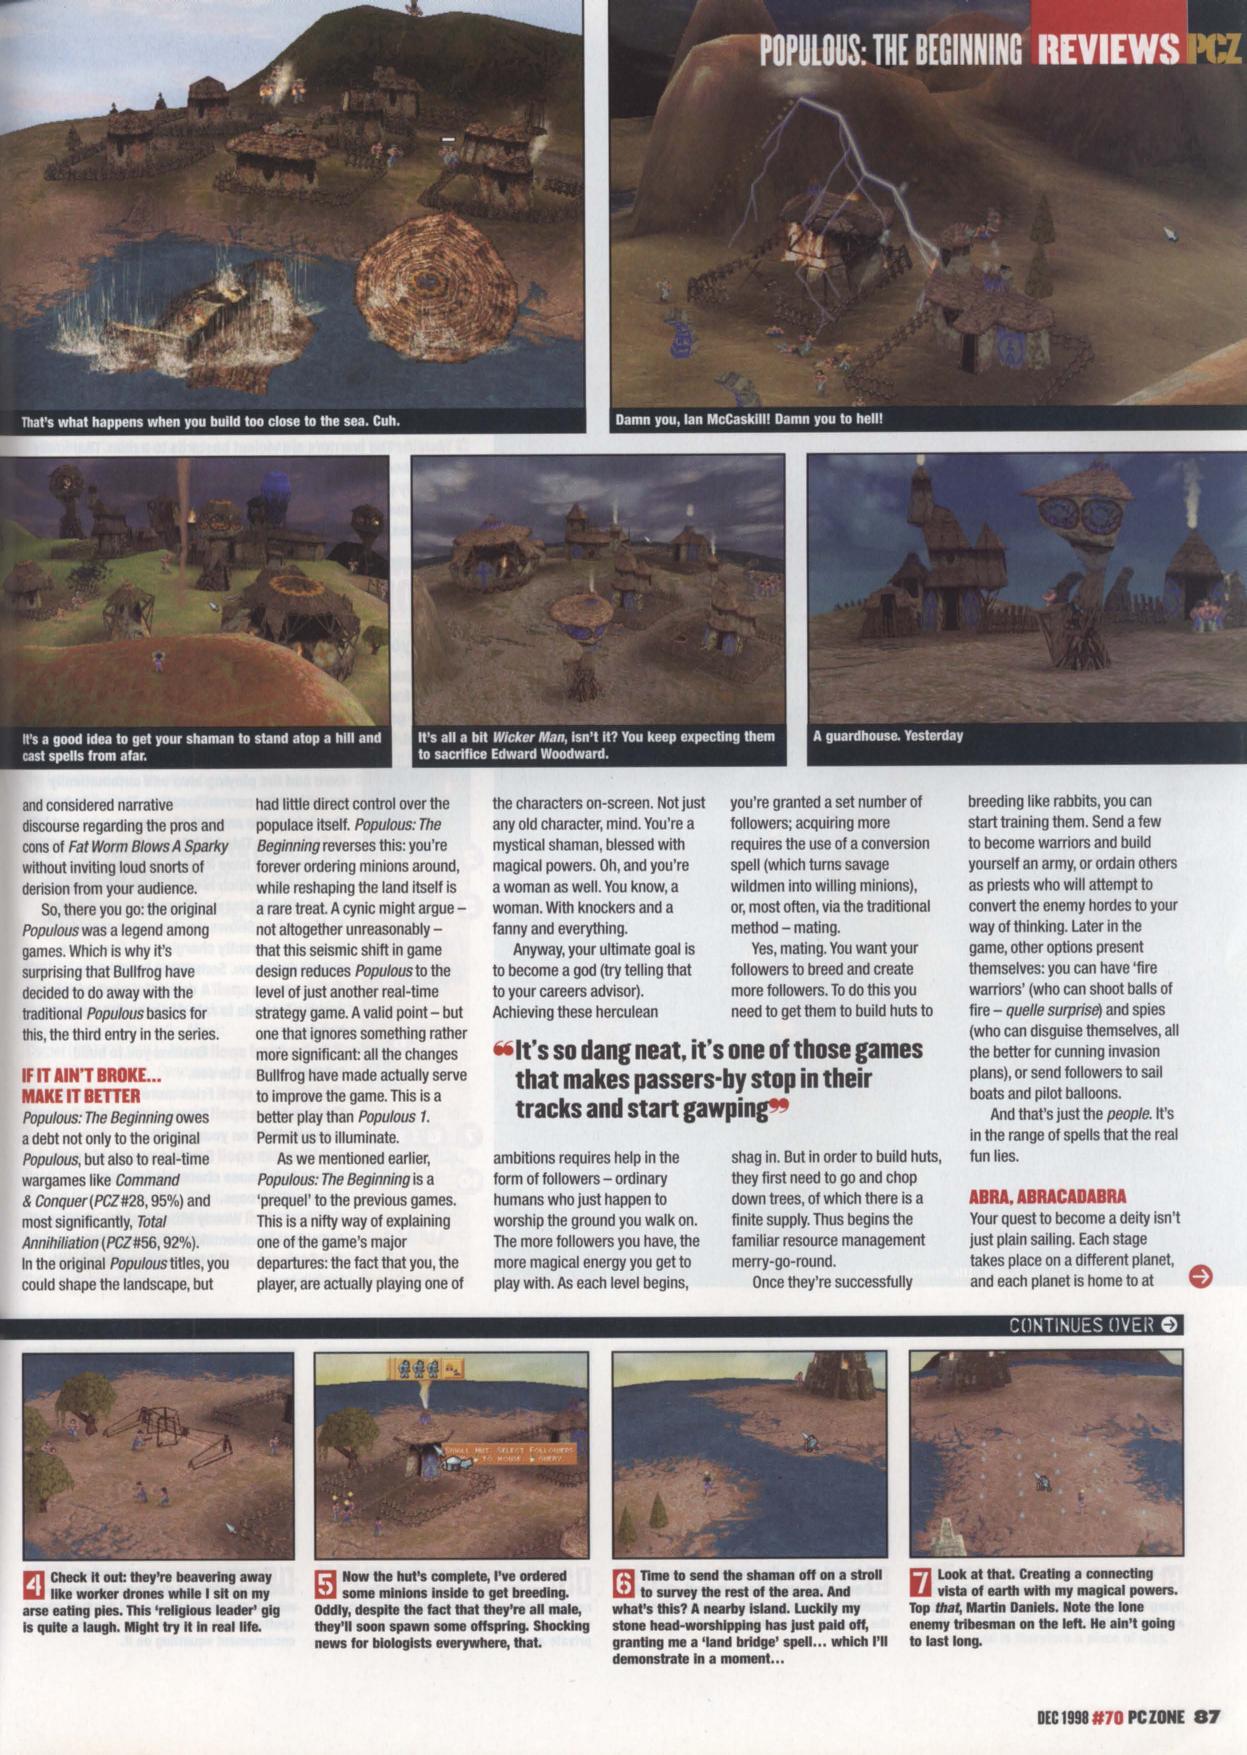 POPULOUS: THE BEGINNING REVIEWS PCZ
That's what happens when you build too close to the sea. Cuh.
Damn you, Ian McCaskill! Damn you to hell!
It's a good idea to get your shaman to stand atop a hill and
cast spells from afar.
It's all a bit Wicker Man, isn't it? You keep expecting them
to sacrifice Edward Woodward.
A guardhouse. Yesterday
and considered narrative
discourse regarding the pros and
cons of Fat Worm Blows A Sparky
without inviting loud snorts of
derision from your audience.
So, there you go: the original
Populous was a legend among
games. Which is why it's
surprising that Bullfrog have
decided to do away with the
traditional Populous basics for
this, the third entry in the series.
IF IT AIN'T BROKE...
MAKE IT BETTER
Populous: The Beginning owes
a debt not only to the original
Populous, but also to real-time
wargames like Command
& Conquer (PCZ #28, 95%) and
most significantly, Total
Annihiliation (PCZ #56, 92%).
In the original Populous titles, you
could shape the landscape, but
had little direct control over the
populace itself. Populous: The
Beginning reverses this: you're
forever ordering minions around,
while reshaping the land itself is
a rare treat. A cynic might argue –
not altogether unreasonably –
that this seismic shift in game
design reduces Populous to the
level of just another real-time
strategy game. A valid point – but
one that ignores something rather
more significant: all the changes
Bullfrog have made actually serve
to improve the game. This is a
better play than Populous 1.
Permit us to illuminate.
As we mentioned earlier,
Populous: The Beginning is a
'prequel' to the previous games.
This is a nifty way of explaining
one of the game's major
departures: the fact that you, the
player, are actually playing one of
the characters on-screen. Not just
any old character, mind. You're a
mystical shaman, blessed with
magical powers. Oh, and you're
a woman as well. You know, a
woman. With knockers and a
fanny and everything.
Anyway, your ultimate goal is
to become a god (try telling that
to your careers advisor).
Achieving these herculean
ambitions requires help in the
form of followers – ordinary
humans who just happen to
worship the ground you walk on.
The more followers you have, the
more magical energy you get to
play with. As each level begins,
you're granted a set number of
followers; acquiring more
requires the use of a conversion
spell (which turns savage
wildmen into willing minions),
or, most often, via the traditional
method – mating.
Yes, mating. You want your
followers to breed and create
more followers. To do this you
need to get them to build huts to
shag in. But in order to build huts,
they first need to go and chop
down trees, of which there is a
finite supply. Thus begins the
familiar resource management
merry-go-round.
Once they're successfully
“It's so dang neat, it's one of those games
that makes passers-by stop in their
tracks and start gawping”
breeding like rabbits, you can
start training them. Send a few
to become warriors and build
yourself an army, or ordain others
as priests who will attempt to
convert the enemy hordes to your
way of thinking. Later in the
game, other options present
themselves: you can have 'fire
warriors' (who can shoot balls of
fire – quelle surprise) and spies
(who can disguise themselves, all
the better for cunning invasion
plans), or send followers to sail
boats and pilot balloons.
And that's just the people. It's
in the range of spells that the real
fun lies.
ABRA, ABRACADABRA
Your quest to become a deity isn't
just plain sailing. Each stage
takes place on a different planet,
and each planet is home to at
CONTINUES OVER
SMALL HUT. SELECT FOLLOWERS
TO HOUSE. QUERY
4 Check it out: they're beavering away
like worker drones while I sit on my
arse eating pies. This 'religious leader' gig
is quite a laugh. Might try it in real life.
5 Now the hut's complete, I've ordered
some minions inside to get breeding.
Oddly, despite the fact that they're all male,
they'll soon spawn some offspring. Shocking
news for biologists everywhere, that.
6 Time to send the shaman off on a stroll
to survey the rest of the area. And
what's this? A nearby island. Luckily my
stone head-worshipping has just paid off,
granting me a 'land bridge' spell... which I'll
demonstrate in a moment...
7 Look at that. Creating a connecting
vista of earth with my magical powers.
Top that, Martin Daniels. Note the lone
enemy tribesman on the left. He ain't going
to last long.
DEC 1998 #70 PC ZONE 87